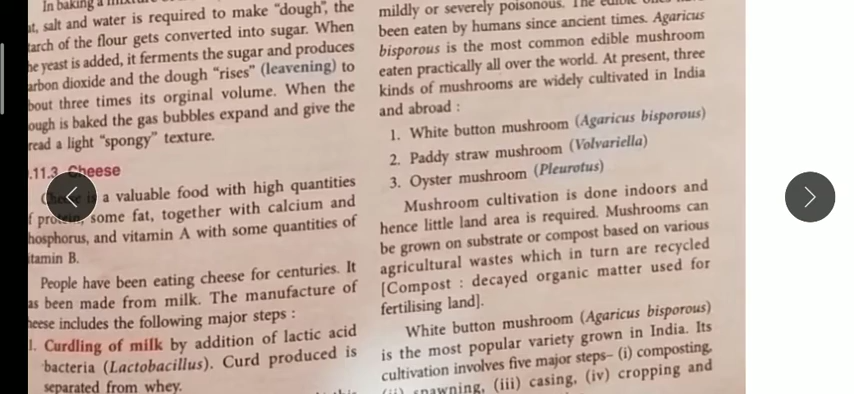 In baking a mixture
at, salt and water is required to make "dough", the
tarch of the flour gets converted into sugar. When
he yeast is added, it ferments the sugar and produces
arbon dioxide and the dough "rises" (leavening) to
bout three times its orginal volume. When the
ough is baked the gas bubbles expand and give the
read a light "spongy" texture.
.11.3 Cheese
is a valuable food with high quantities
f protein, some fat, together with calcium and
hosphorus, and vitamin A with some quantities of
itamin B.
People have been eating cheese for centuries. It
as been made from milk. The manufacture of
heese includes the following major steps :
1. Curdling of milk by addition of lactic acid
bacteria (Lactobacillus). Curd produced is
separated from whey.
mildly or severely poisonous. The edible
been eaten by humans since ancient times. Agaricus
bisporous is the most common edible mushroom
eaten practically all over the world. At present, three
kinds of mushrooms are widely cultivated in India
and abroad :
1. White button mushroom (Agaricus bisporous)
2. Paddy straw mushroom (Volvariella)
3. Oyster mushroom (Pleurotus)
Mushroom cultivation is done indoors and
hence little land area is required. Mushrooms can
be grown on substrate or compost based on various
agricultural wastes which in turn are recycled
[Compost : decayed organic matter used for
fertilising land].
White button mushroom (Agaricus bisporous)
is the most popular variety grown in India. Its
cultivation involves five major steps– (i) composting,
spawning, (iii) casing, (iv) cropping and